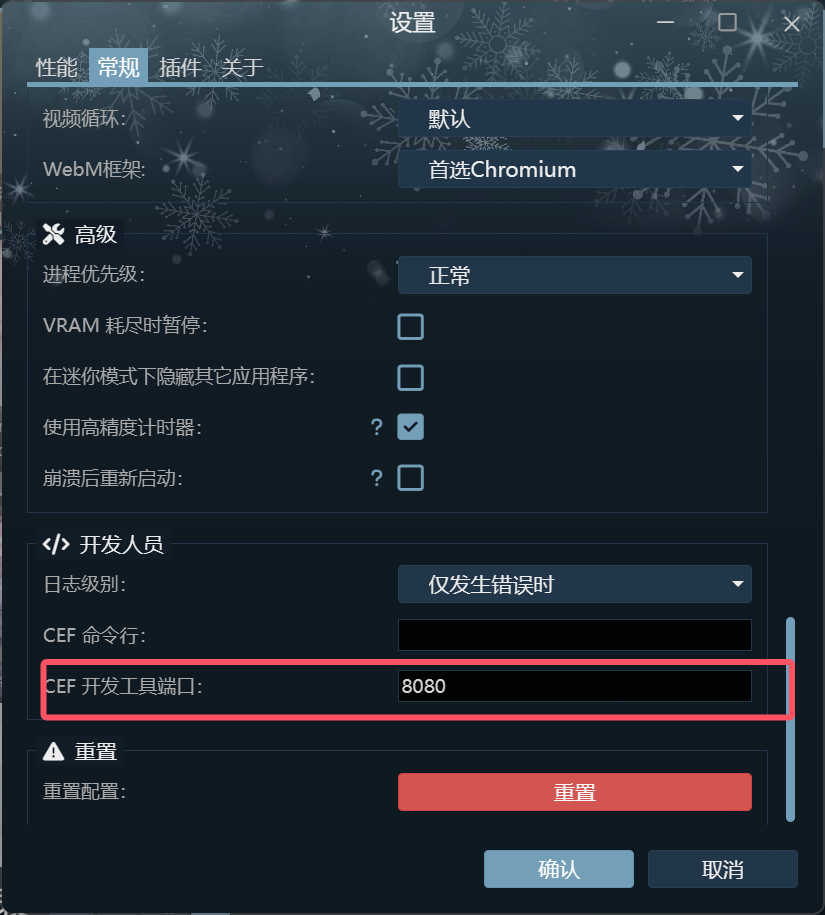 设置
性能 常规 插件 关于
视频循环: 默认
WebM框架: 首选Chromium
高级
进程优先级: 正常
VRAM 耗尽时暂停:
在迷你模式下隐藏其它应用程序:
使用高精度计时器: ?
崩溃后重新启动: ?
</> 开发人员
日志级别: 仅发生错误时
CEF 命令行:
CEF 开发工具端口: 8080
重置
重置配置: 重置
确认 取消